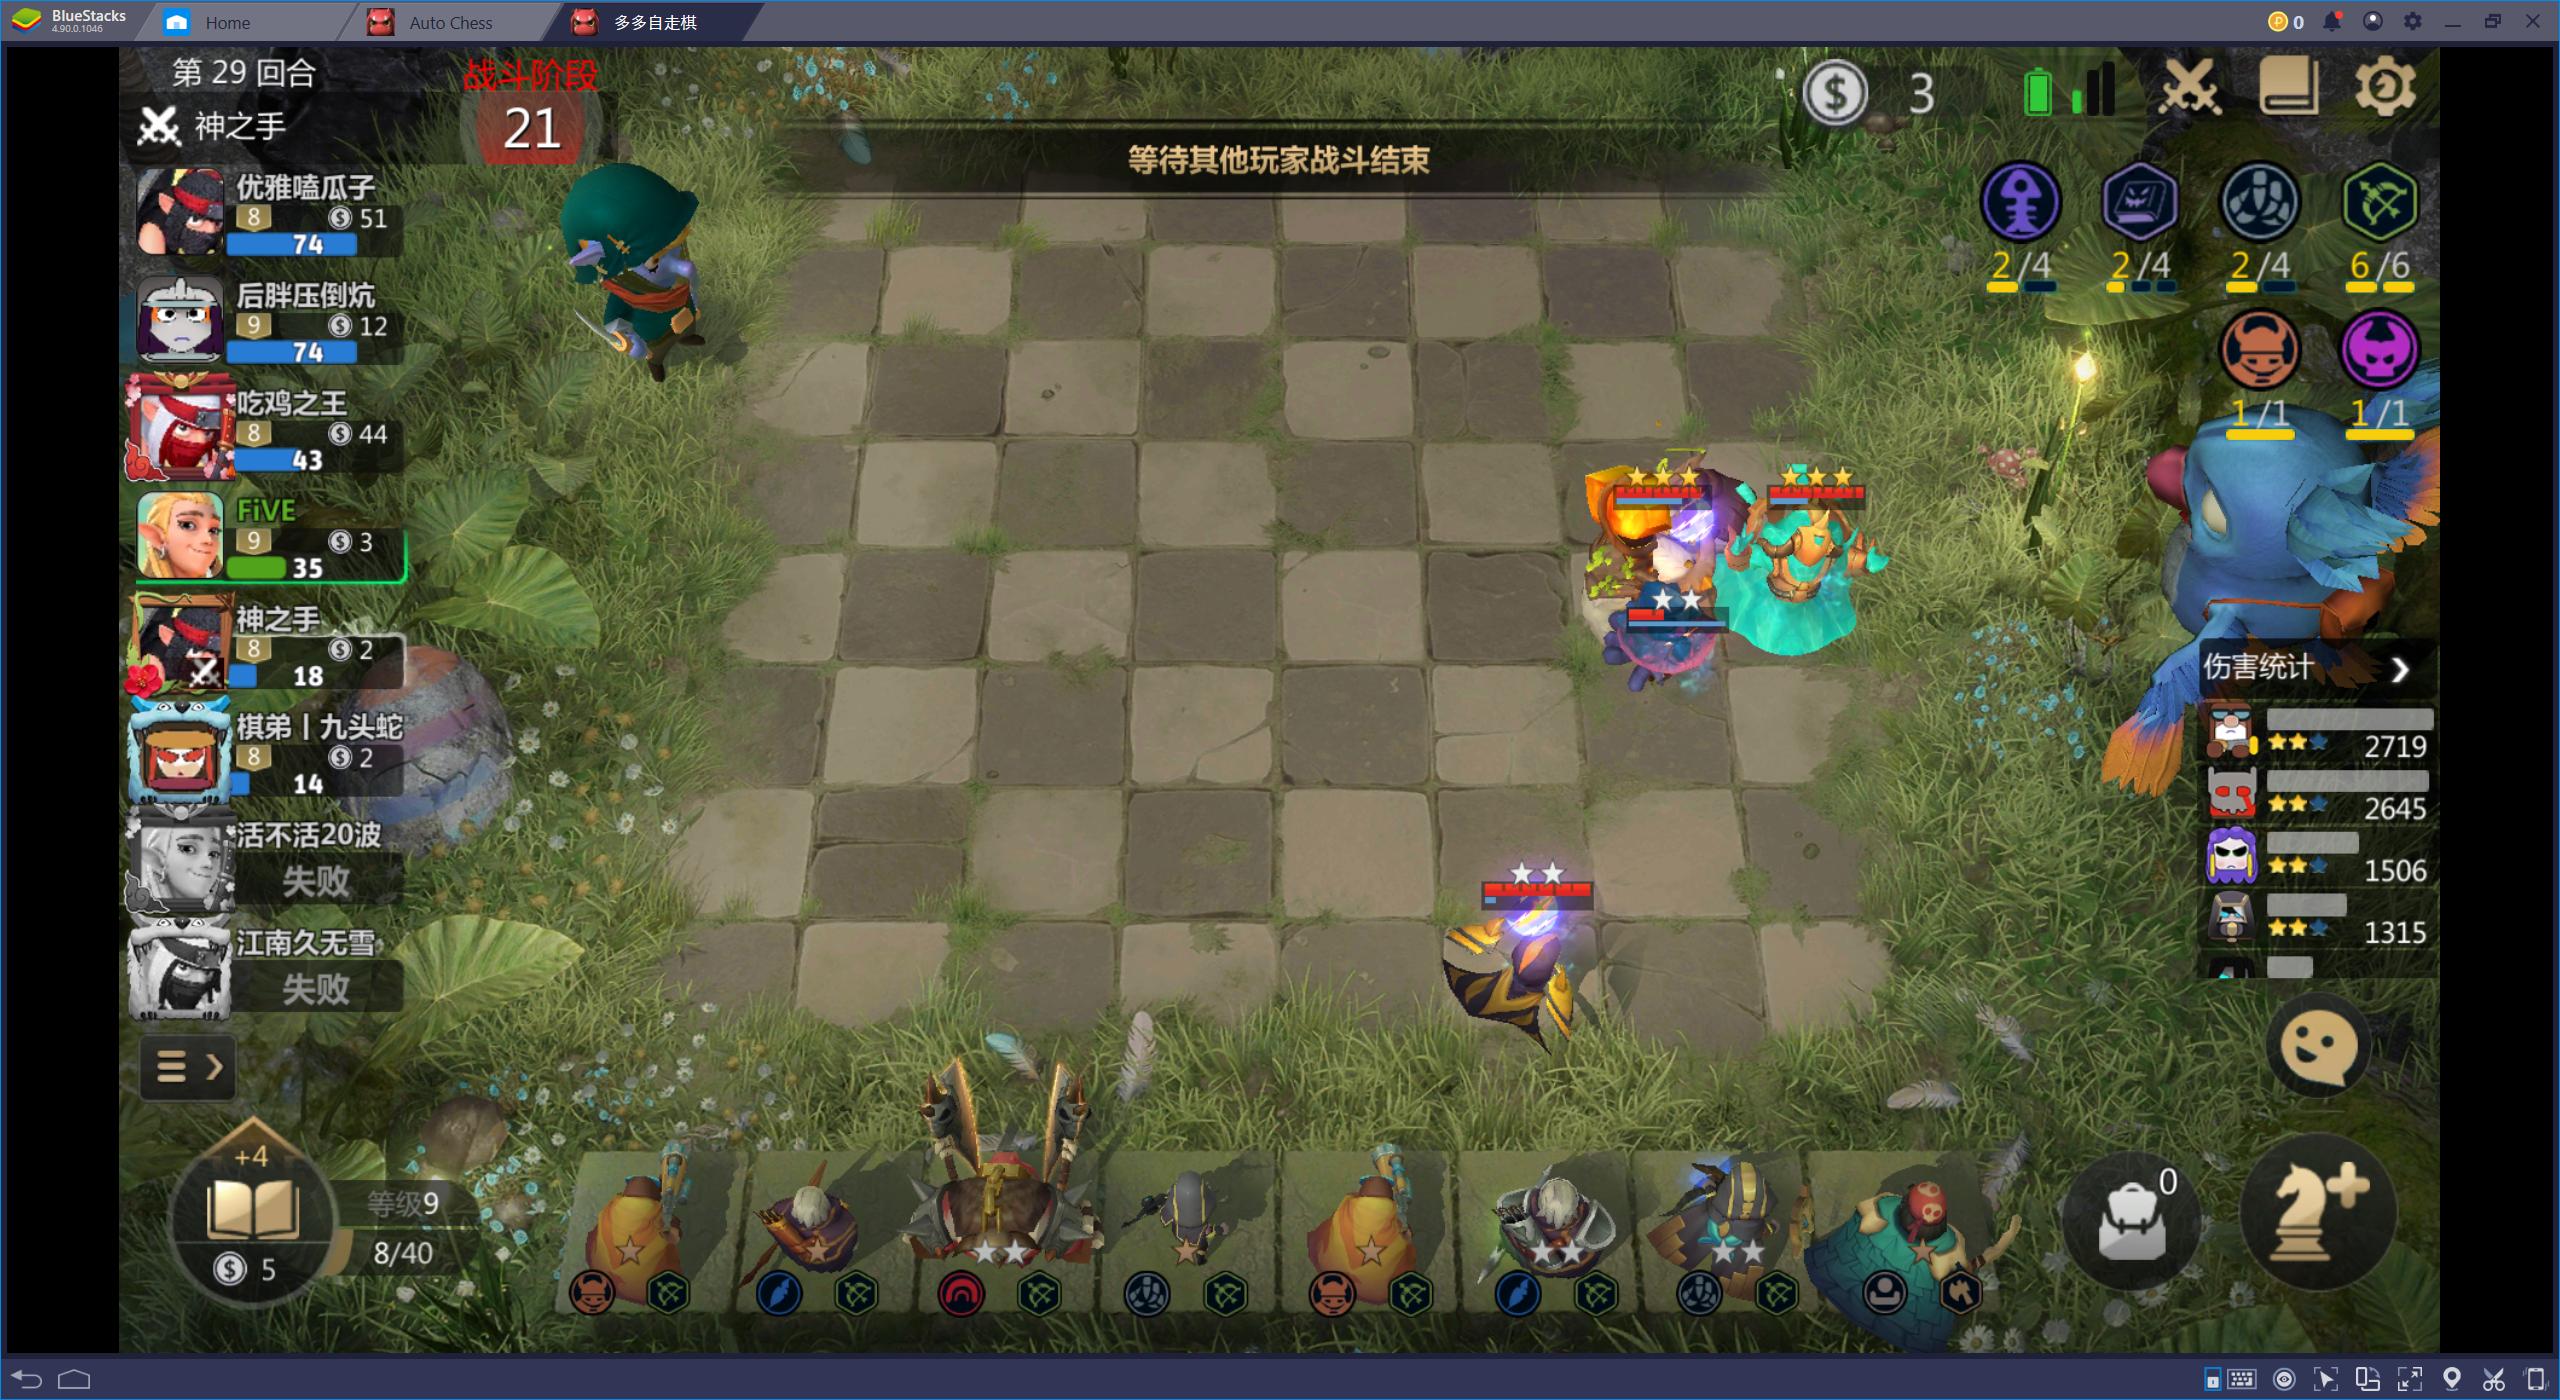 BlueStacks
4.90.0.1046
Home
Auto Chess
多多自走棋
0
第 29 回合
战斗阶段
21
神之手
3
等待其他玩家战斗结束
优雅嗑瓜子
8 51
74
后胖压倒炕
9 12
74
吃鸡之王
8 44
43
FiVE
9 3
35
神之手
8 2
18
棋弟丨九头蛇
8 2
14
活不活20波
失败
江南久无雪
失败
2/4 2/4 2/4 6/6
1/1 1/1
伤害统计
2719
2645
1506
1315
+4
等级9
8/40
5
0